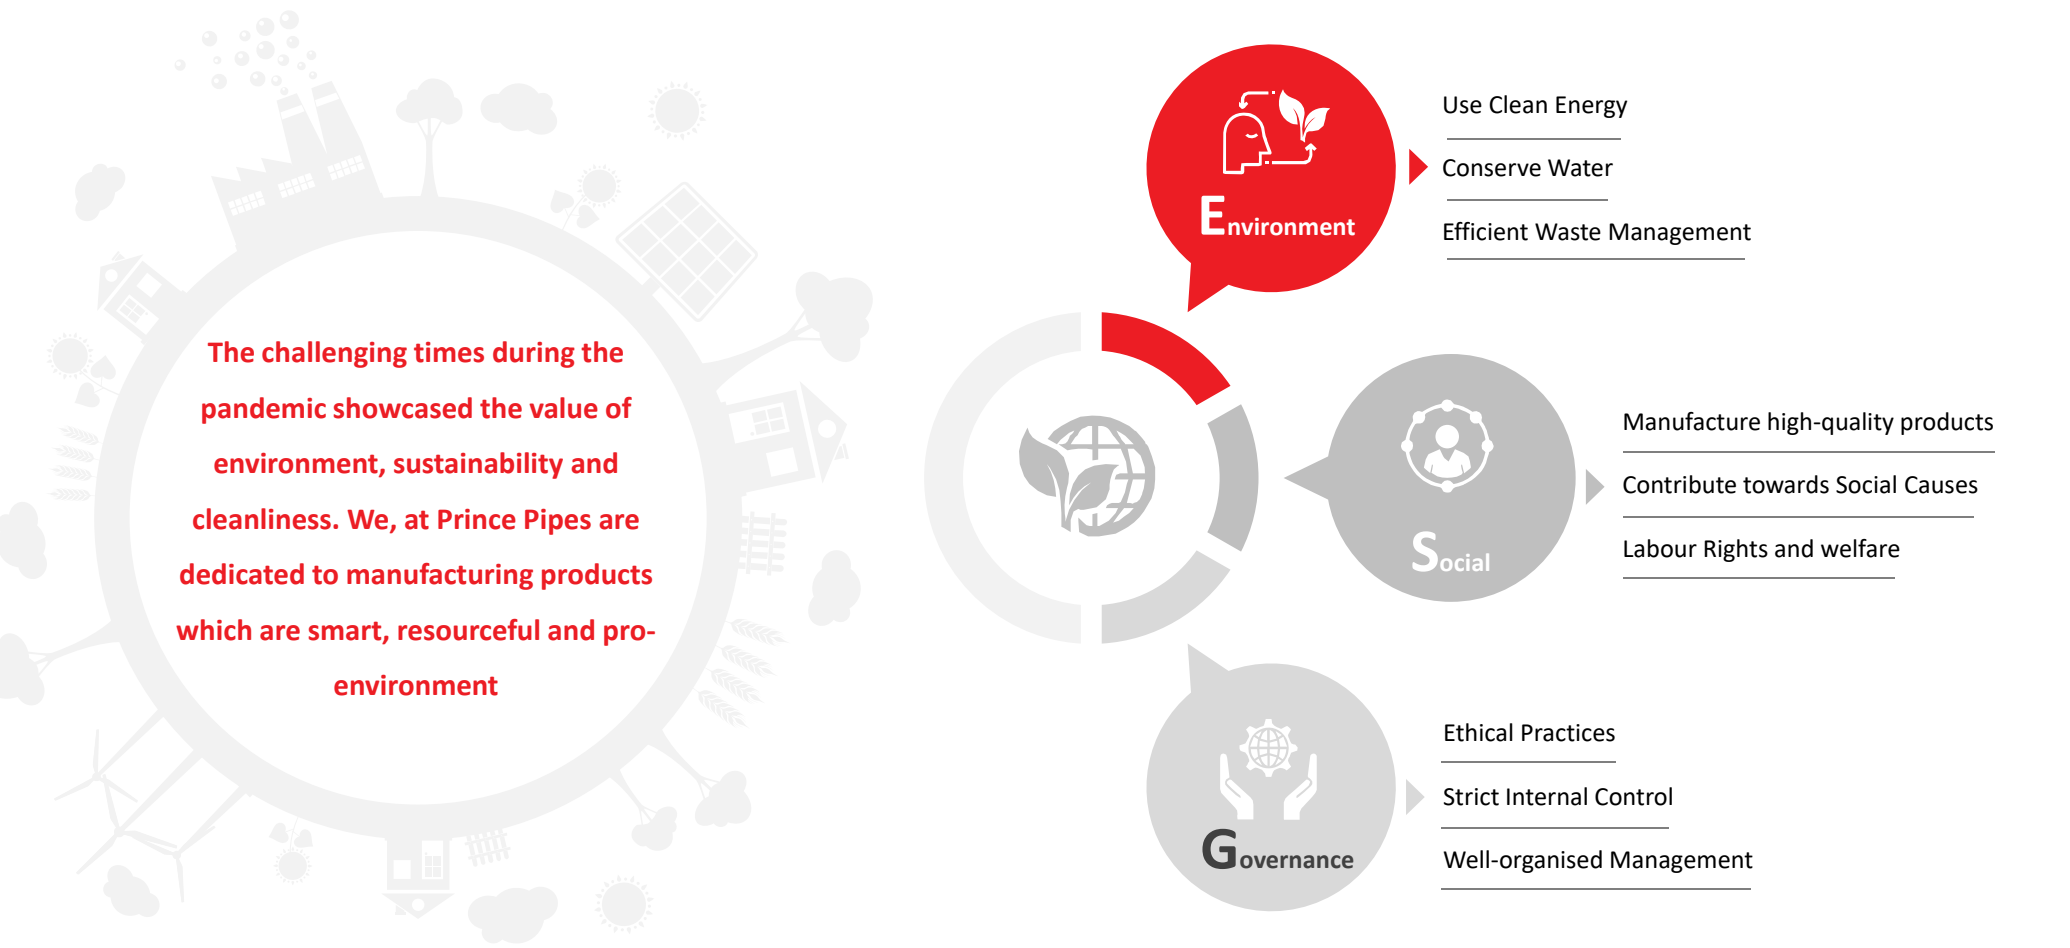 The challenging times during the
pandemic showcased the value of
environment, sustainability and
cleanliness. We, at Prince Pipes are
dedicated to manufacturing products
which are smart, resourceful and pro-
environment
Environment
Use Clean Energy
Conserve Water
Efficient Waste Management
Social
Manufacture high-quality products
Contribute towards Social Causes
Labour Rights and welfare
Governance
Ethical Practices
Strict Internal Control
Well-organised Management